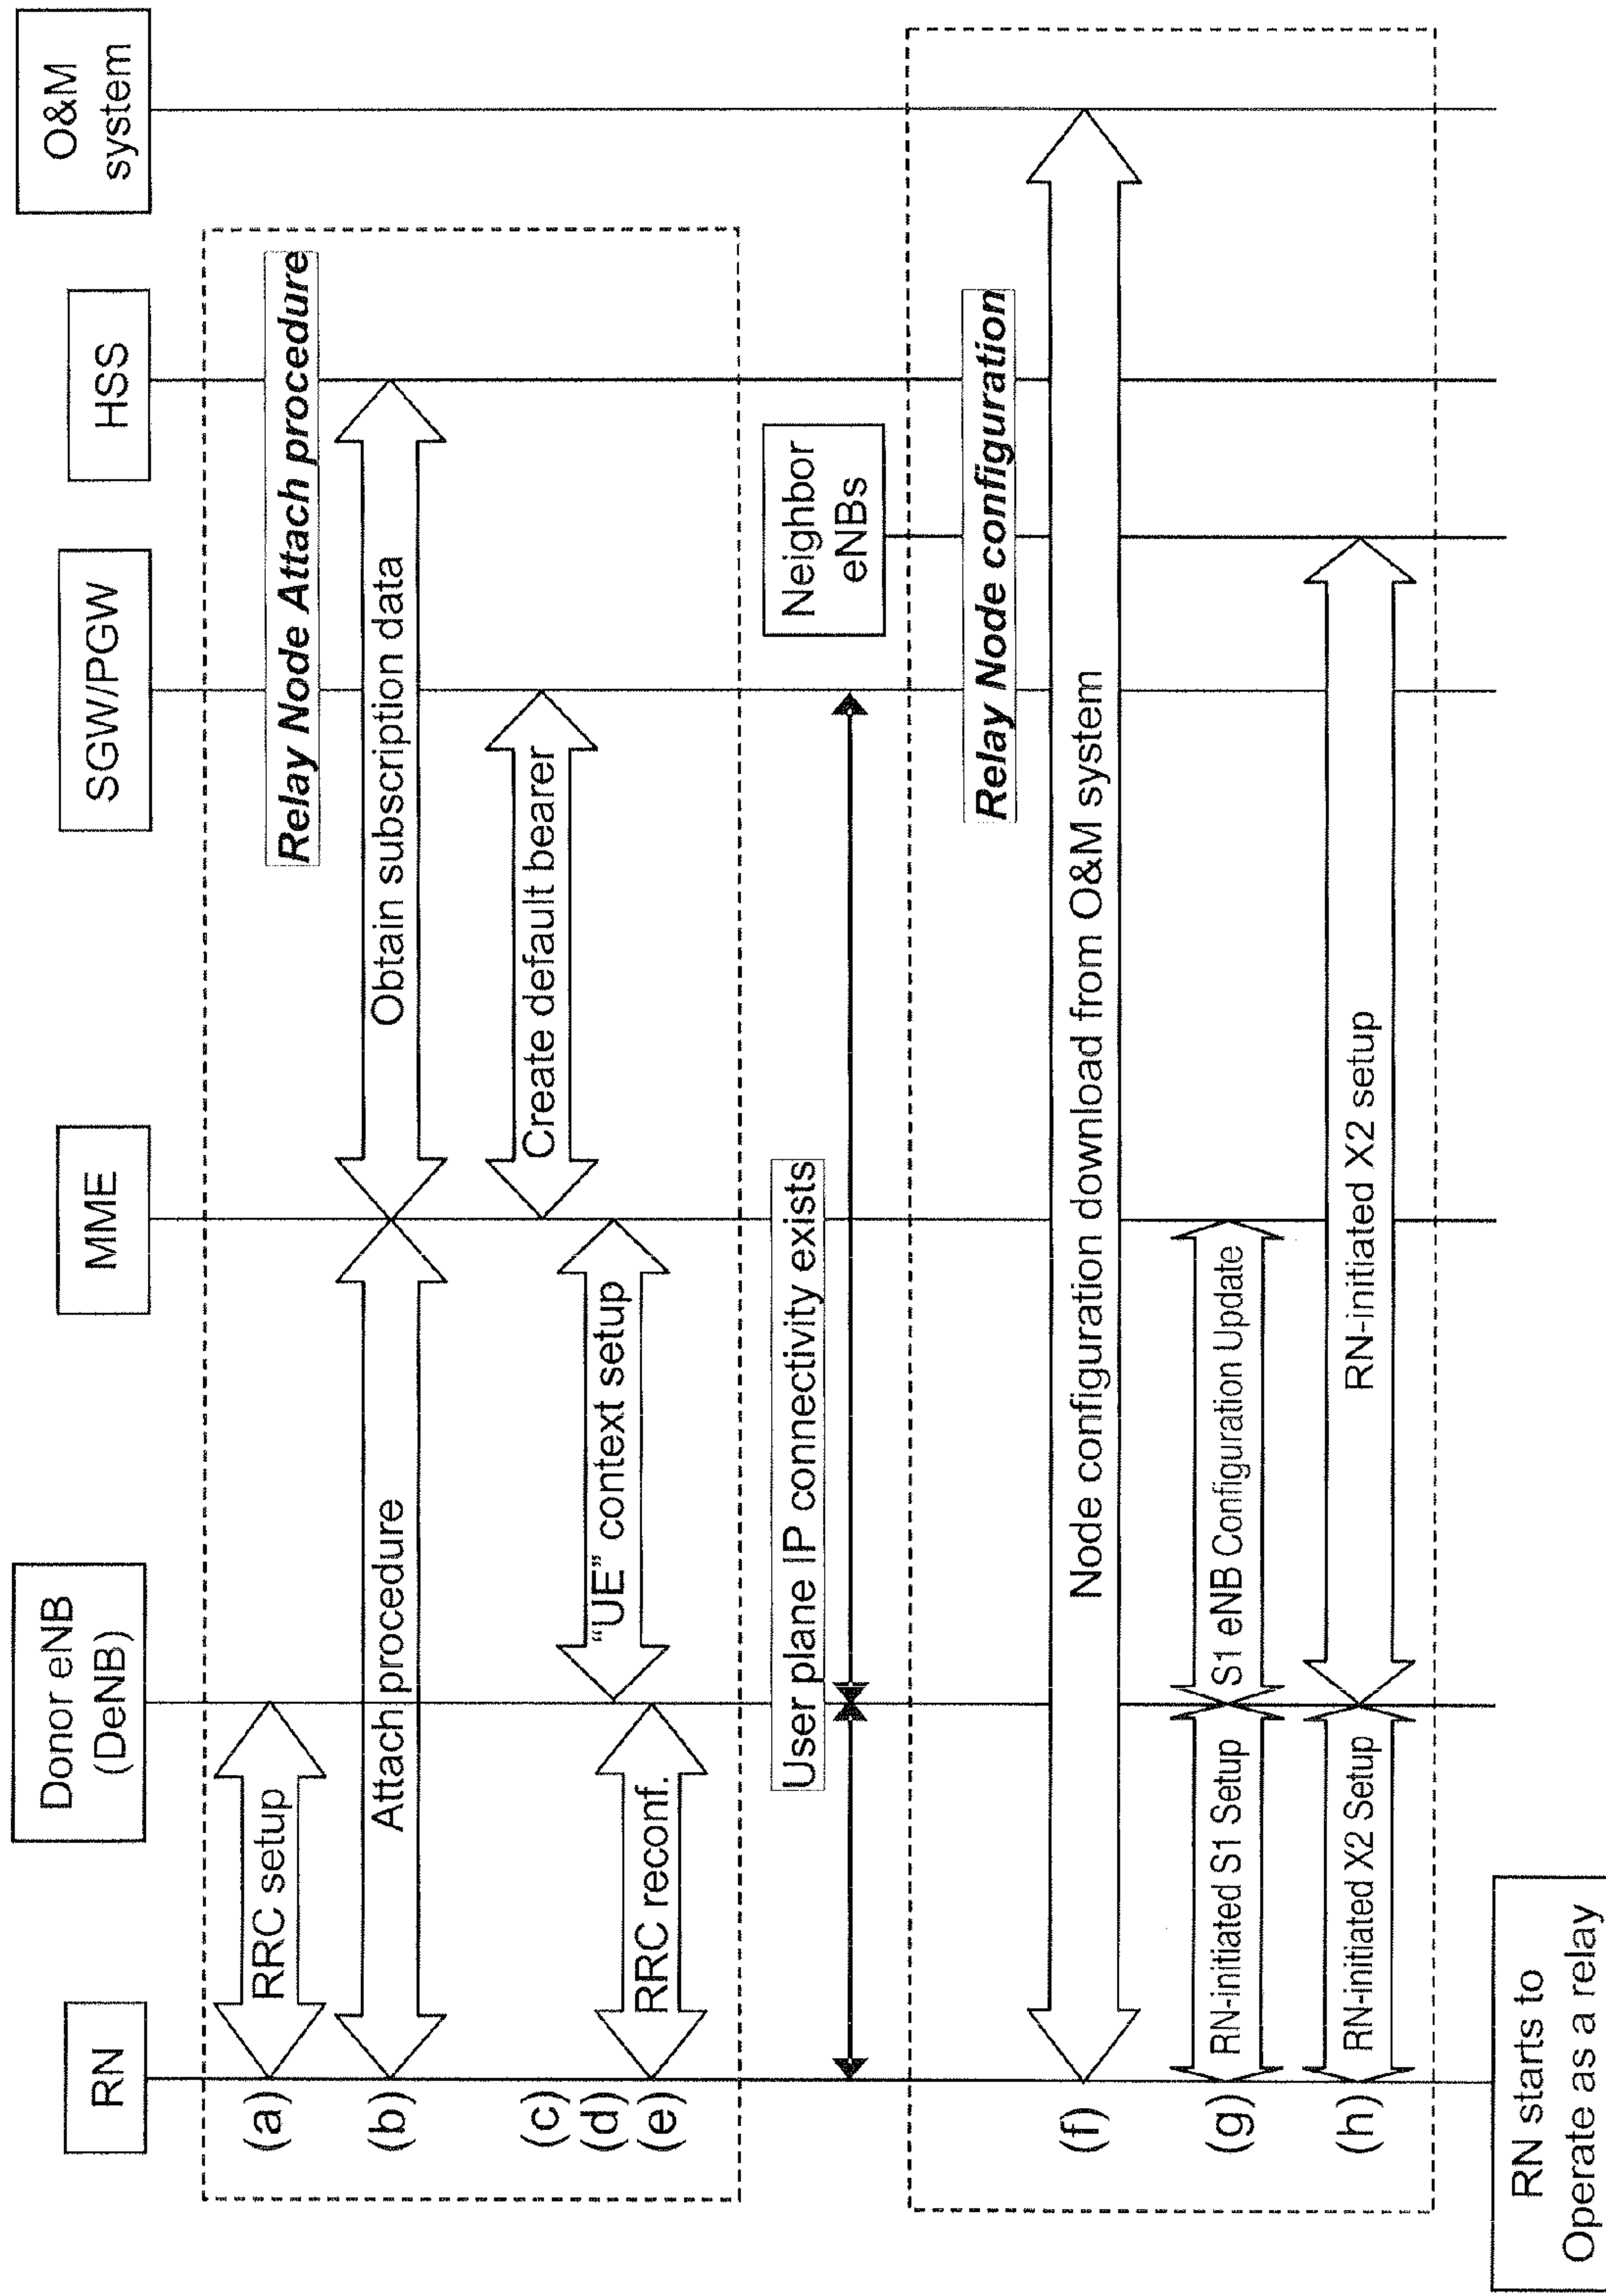 RN
Donor eNB
(DeNB)
MME
SGW/PGW
HSS
O&M
system
Relay Node Attach procedure
(a)
RRC setup
(b)
Attach procedure
Obtain subscription data
(c)
Create default bearer
(d)
“UE” context setup
(e)
RRC reconf.
User plane IP connectivity exists
Neighbor
eNBs
Relay Node configuration
(f)
Node configuration download from O&M system
(g)
RN-initiated S1 Setup
S1 eNB Configuration Update
(h)
RN-initiated X2 Setup
RN-initiated X2 setup
RN starts to
Operate as a relay